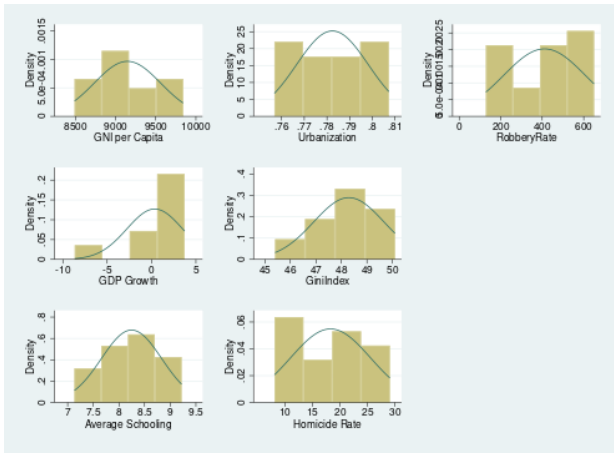 Density
0 5.0e-04 .001 .0015
8500 9000 9500 10000
GNI per Capita
Density
0 5 10 15 20 25
.76 .77 .78 .79 .8 .81
Urbanization
Density
0 200 400 600
RobberyRate
Density
0 .05 .1 .15 .2
-10 -5 0 5
GDP Growth
Density
0 .1 .2 .3 .4
45 46 47 48 49 50
GiniIndex
Density
0 .2 .4 .6 .8
7 7.5 8 8.5 9 9.5
Average Schooling
Density
0 .02 .04 .06
10 15 20 25 30
Homicide Rate